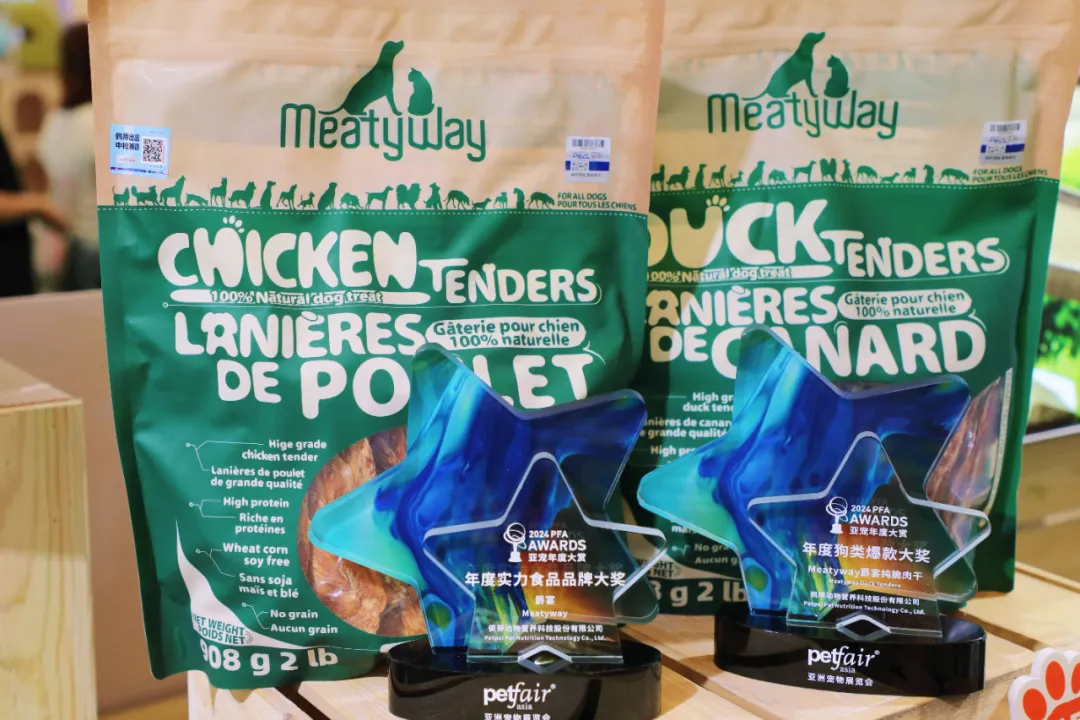 Meatyway
FOR ALL DOGS
POUR TOUS LES CHIENS
CHICKEN TENDERS
100% Natural dog treat
LANIÈRES
Gâterie pour chien
100% naturelle
DE PO LET
Hige grade
chicken tender
Lanières de poulet
de grande qualité
High protein
Riche en
protéines
Wheat corn
soy free
Sans soja
maïs et blé
No grain
Aucun grain
NET WEIGHT
POIDS NET
908 g 2 lb
Meatyway
FOR ALL DOGS
POUR TOUS LES CHIENS
DUCK TENDERS
100% Natural dog treat
LANIÈRES
Gâterie pour chien
100% naturelle
DE CANARD
High
duck
Lanières de
grande qualité
High
g 2 lb
2024 PFA
AWARDS
亚宠年度大赏
年度实力食品品牌大奖
爵宴
Meatyway
佩蒂动物营养科技股份有限公司
Petpal Pet Nutrition Technology Co., Ltd.
petfair
asia
亚洲宠物展览会
2024 PFA
AWARDS
亚宠年度大赏
年度狗类爆款大奖
Meatyway爵宴纯脆肉干
Meatyway Duck Tenders
佩蒂动物营养科技股份有限公司
Petpal Pet Nutrition Technology Co., Ltd.
petfair
asia
亚洲宠物展览会